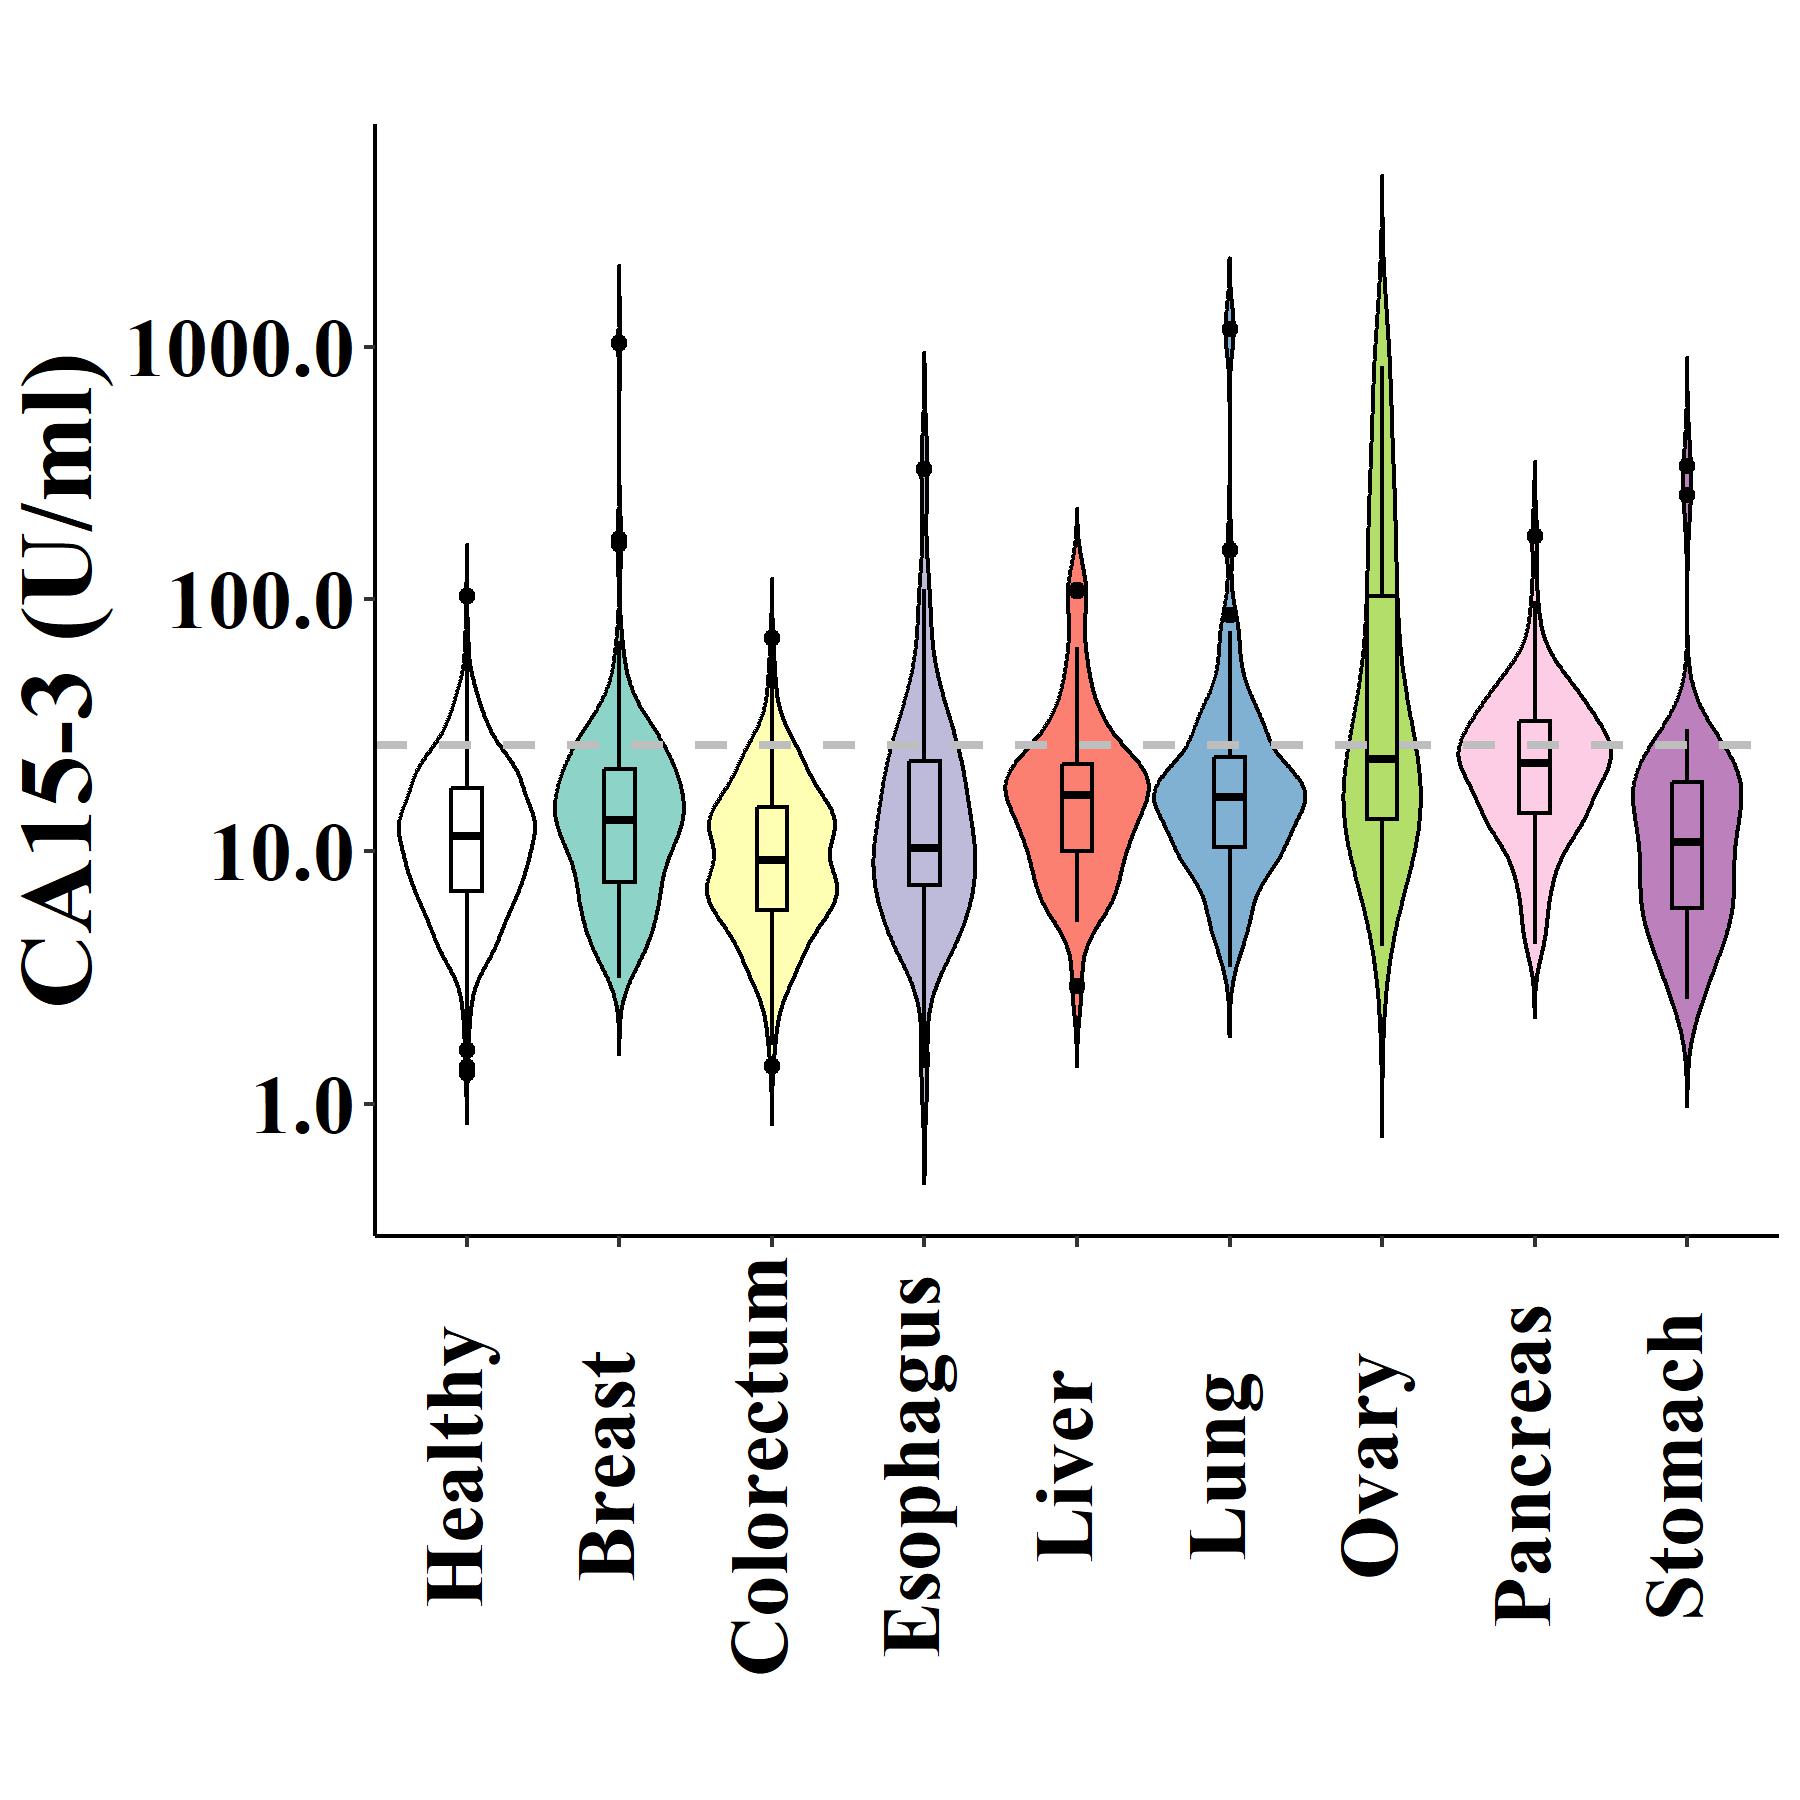 CA15-3 (U/ml)
1000.0
100.0
10.0
1.0
Healthy
Breast
Colorectum
Esophagus
Liver
Lung
Ovary
Pancreas
Stomach